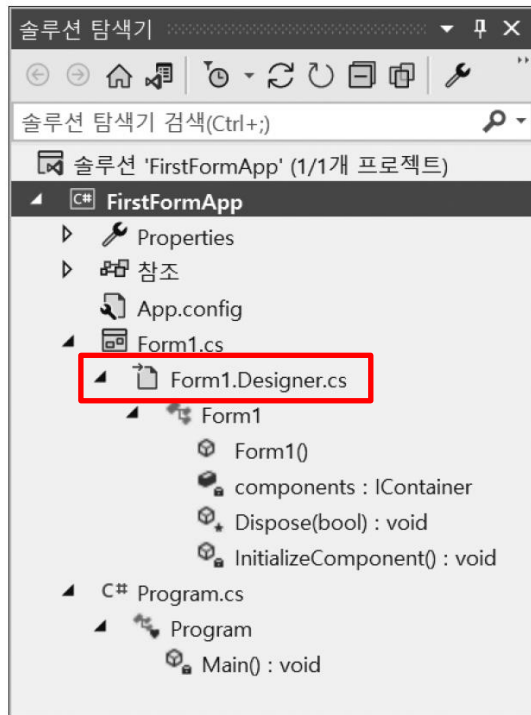 솔루션 탐색기
솔루션 탐색기 검색(Ctrl+;)
솔루션 'FirstFormApp' (1/1개 프로젝트)
C# FirstFormApp
Properties
참조
App.config
Form1.cs
Form1.Designer.cs
Form1
Form1()
components : IContainer
Dispose(bool) : void
InitializeComponent() : void
C# Program.cs
Program
Main() : void